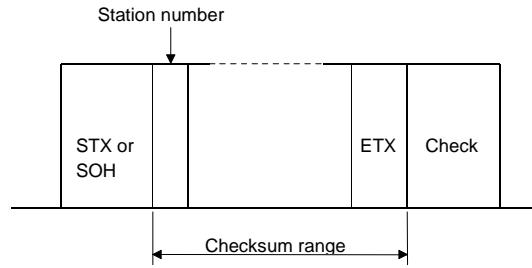 Station number
STX or
SOH
ETX
Check
Checksum range